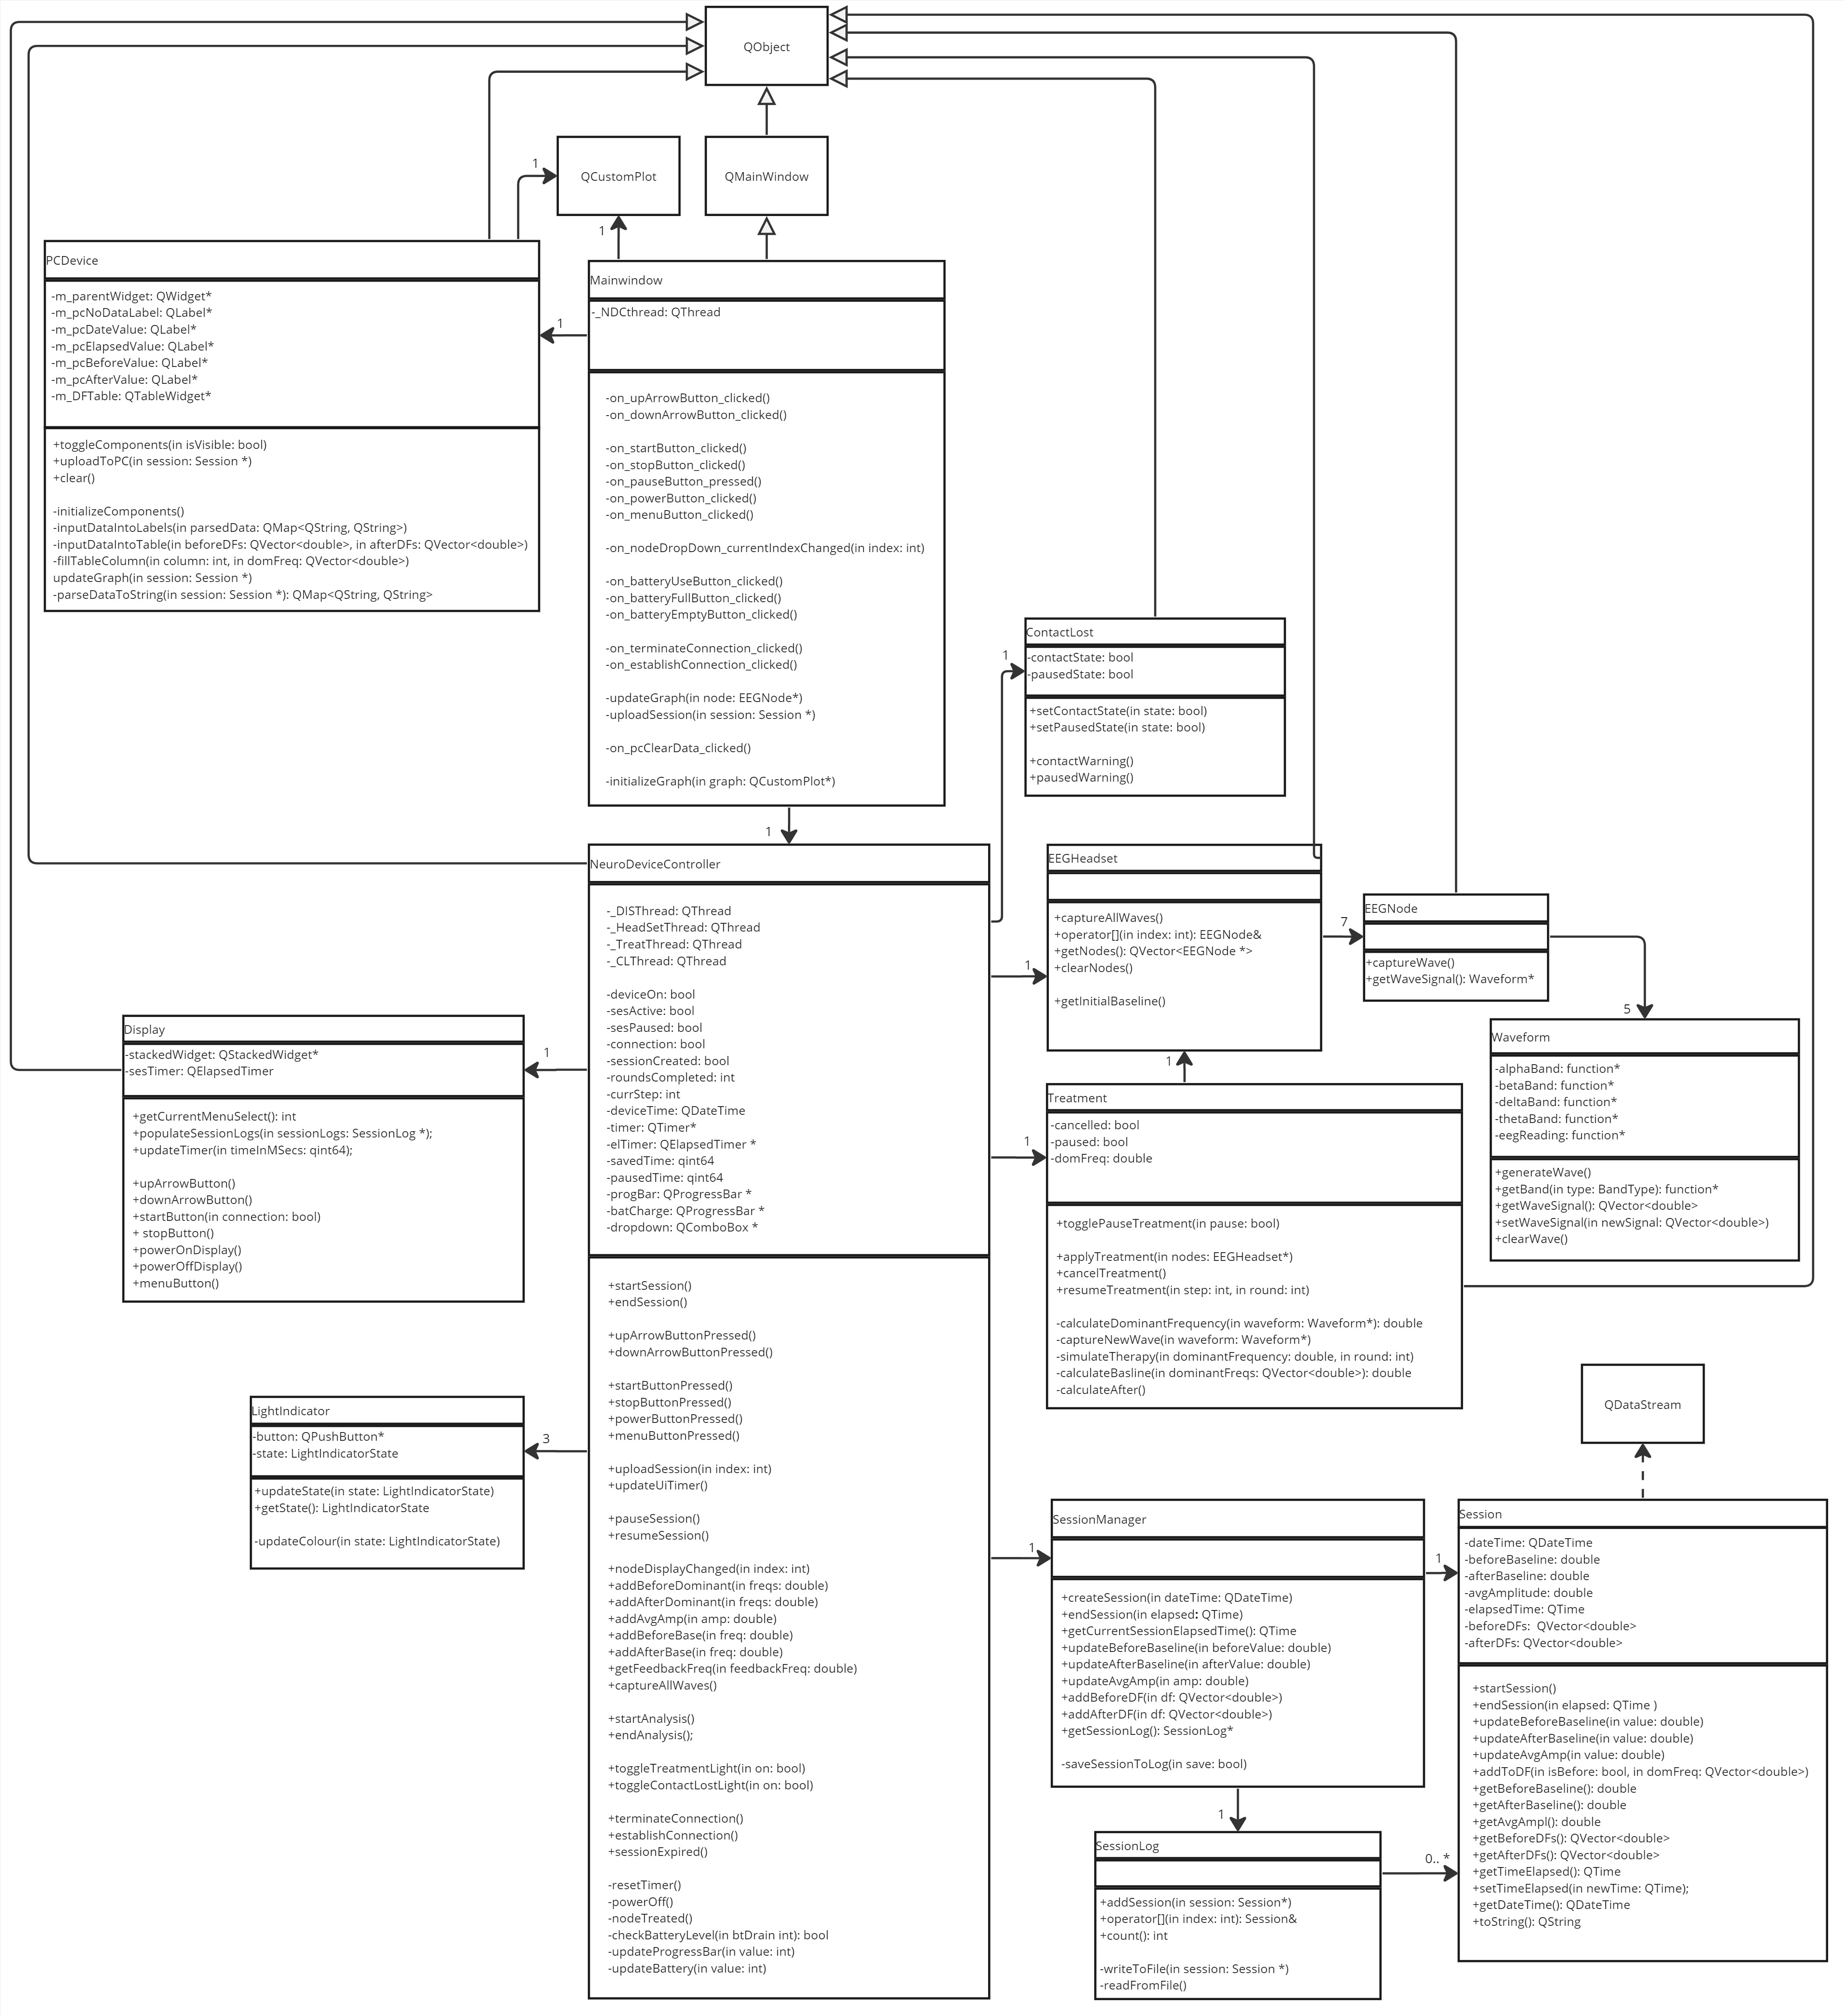 QObject
QCustomPlot
QMainWindow
1
1
PCDevice
-m_parentWidget: QWidget*
-m_pcNoDataLabel: QLabel*
-m_pcDateValue: QLabel*
-m_pcElapsedValue: QLabel*
-m_pcBeforeValue: QLabel*
-m_pcAfterValue: QLabel*
-m_DFTable: QTableWidget*
+toggleComponents(in isVisible: bool)
+uploadToPC(in session: Session *)
+clear()
-initializeComponents()
-inputDataIntoLabels(in parsedData: QMap<QString, QString>)
-inputDataIntoTable(in beforeDFs: QVector<double>, in afterDFs: QVector<double>)
-fillTableColumn(in column: int, in domFreq: QVector<double>)
updateGraph(in session: Session *)
-parseDataToString(in session: Session *): QMap<QString, QString>
1
Mainwindow
-_NDCthread: QThread
-on_upArrowButton_clicked()
-on_downArrowButton_clicked()
-on_startButton_clicked()
-on_stopButton_clicked()
-on_pauseButton_pressed()
-on_powerButton_clicked()
-on_menuButton_clicked()
-on_nodeDropDown_currentIndexChanged(in index: int)
-on_batteryUseButton_clicked()
-on_batteryFullButton_clicked()
-on_batteryEmptyButton_clicked()
-on_terminateConnection_clicked()
-on_establishConnection_clicked()
-updateGraph(in node: EEGNode*)
-uploadSession(in session: Session *)
-on_pcClearData_clicked()
-initializeGraph(in graph: QCustomPlot*)
1
1
ContactLost
-contactState: bool
-pausedState: bool
+setContactState(in state: bool)
+setPausedState(in state: bool)
+contactWarning()
+pausedWarning()
NeuroDeviceController
-_DISThread: QThread
-_HeadSetThread: QThread
-_TreatThread: QThread
-_CLThread: QThread
-deviceOn: bool
-sesActive: bool
-sesPaused: bool
-connection: bool
-sessionCreated: bool
-roundsCompleted: int
-currStep: int
-deviceTime: QDateTime
-timer: QTimer*
-elTimer: QElapsedTimer *
-savedTime: qint64
-pausedTime: qint64
-progBar: QProgressBar *
-batCharge: QProgressBar *
-dropdown: QComboBox *
+startSession()
+endSession()
+upArrowButtonPressed()
+downArrowButtonPressed()
+startButtonPressed()
+stopButtonPressed()
+powerButtonPressed()
+menuButtonPressed()
+uploadSession(in index: int)
+updateUiTimer()
+pauseSession()
+resumeSession()
+nodeDisplayChanged(in index: int)
+addBeforeDominant(in freqs: double)
+addAfterDominant(in freqs: double)
+addAvgAmp(in amp: double)
+addBeforeBase(in freq: double)
+addAfterBase(in freq: double)
+getFeedbackFreq(in feedbackFreq: double)
+captureAllWaves()
+startAnalysis()
+endAnalysis();
+toggleTreatmentLight(in on: bool)
+toggleContactLostLight(in on: bool)
+terminateConnection()
+establishConnection()
+sessionExpired()
-resetTimer()
-powerOff()
-nodeTreated()
-checkBatteryLevel(in btDrain int): bool
-updateProgressBar(in value: int)
-updateBattery(in value: int)
1
EEGHeadset
+captureAllWaves()
+operator[](in index: int): EEGNode&
+getNodes(): QVector<EEGNode *>
+clearNodes()
+getInitialBaseline()
7
EEGNode
+captureWave()
+getWaveSignal(): Waveform*
5
Waveform
-alphaBand: function*
-betaBand: function*
-deltaBand: function*
-thetaBand: function*
-eegReading: function*
+generateWave()
+getBand(in type: BandType): function*
+getWaveSignal(): QVector<double>
+setWaveSignal(in newSignal: QVector<double>)
+clearWave()
1
Display
-stackedWidget: QStackedWidget*
-sesTimer: QElapsedTimer
+getCurrentMenuSelect(): int
+populateSessionLogs(in sessionLogs: SessionLog *);
+updateTimer(in timeInMSecs: qint64);
+upArrowButton()
+downArrowButton()
+startButton(in connection: bool)
+ stopButton()
+powerOnDisplay()
+powerOffDisplay()
+menuButton()
1
1
Treatment
-cancelled: bool
-paused: bool
-domFreq: double
+togglePauseTreatment(in pause: bool)
+applyTreatment(in nodes: EEGHeadset*)
+cancelTreatment()
+resumeTreatment(in step: int, in round: int)
-calculateDominantFrequency(in waveform: Waveform*): double
-captureNewWave(in waveform: Waveform*)
-simulateTherapy(in dominantFrequency: double, in round: int)
-calculateBasline(in dominantFreqs: QVector<double>): double
-calculateAfter()
3
LightIndicator
-button: QPushButton*
-state: LightIndicatorState
+updateState(in state: LightIndicatorState)
+getState(): LightIndicatorState
-updateColour(in state: LightIndicatorState)
QDataStream
1
SessionManager
+createSession(in dateTime: QDateTime)
+endSession(in elapsed: QTime)
+getCurrentSessionElapsedTime(): QTime
+updateBeforeBaseline(in beforeValue: double)
+updateAfterBaseline(in afterValue: double)
+updateAvgAmp(in amp: double)
+addBeforeDF(in df: QVector<double>)
+addAfterDF(in df: QVector<double>)
+getSessionLog(): SessionLog*
-saveSessionToLog(in save: bool)
1
Session
-dateTime: QDateTime
-beforeBaseline: double
-afterBaseline: double
-avgAmplitude: double
-elapsedTime: QTime
-beforeDFs:  QVector<double>
-afterDFs: QVector<double>
+startSession()
+endSession(in elapsed: QTime )
+updateBeforeBaseline(in value: double)
+updateAfterBaseline(in value: double)
+updateAvgAmp(in value: double)
+addToDF(in isBefore: bool, in domFreq: QVector<double>)
+getBeforeBaseline(): double
+getAfterBaseline(): double
+getAvgAmpl(): double
+getBeforeDFs(): QVector<double>
+getAfterDFs(): QVector<double>
+getTimeElapsed(): QTime
+setTimeElapsed(in newTime: QTime);
+getDateTime(): QDateTime
+toString(): QString
1
SessionLog
+addSession(in session: Session*)
+operator[](in index: int): Session&
+count(): int
-writeToFile(in session: Session *)
-readFromFile()
0.. *